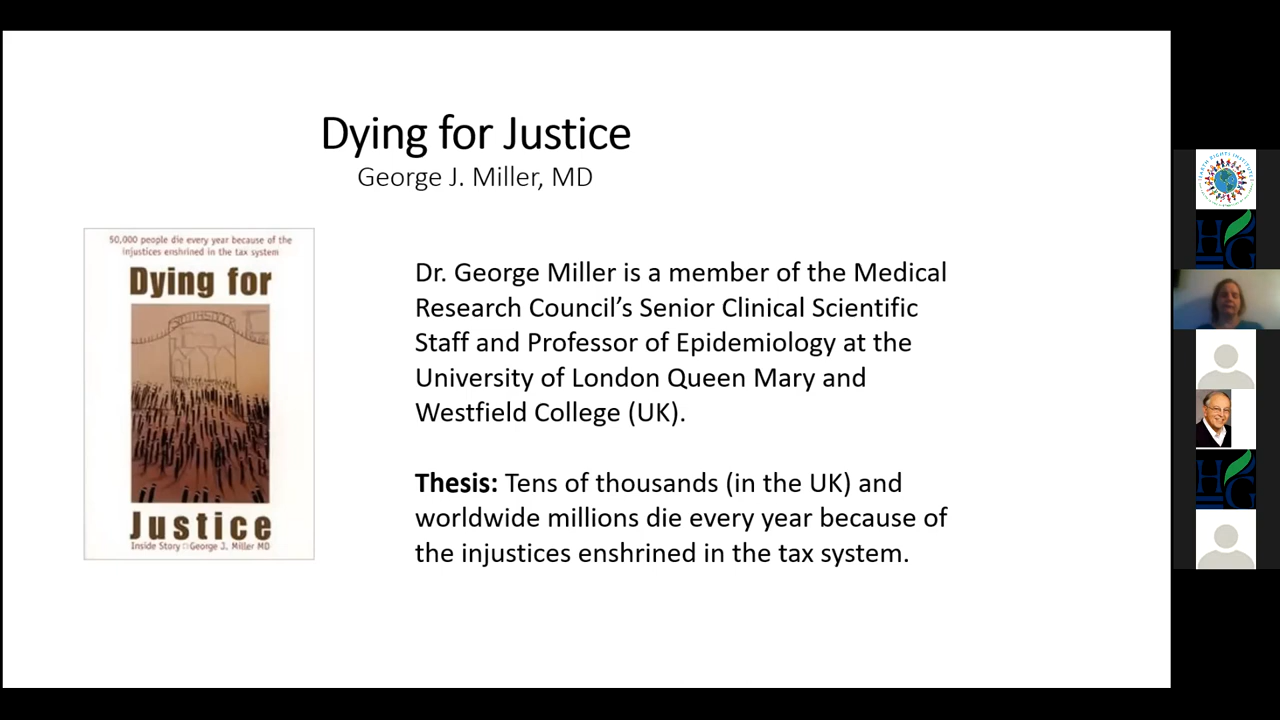 Dying for Justice
George J. Miller, MD
50,000 people die every year because of the
injustices enshrined in the tax system
Dying for
Justice
Inside Story :: George J. Miller MD
Dr. George Miller is a member of the Medical
Research Council’s Senior Clinical Scientific
Staff and Professor of Epidemiology at the
University of London Queen Mary and
Westfield College (UK).
Thesis: Tens of thousands (in the UK) and
worldwide millions die every year because of
the injustices enshrined in the tax system.
EARTH RIGHTS INSTITUTE
H G
H G